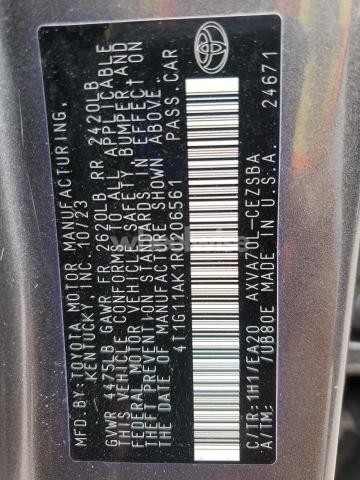 MFD.BY:TOYOTA MOTOR MANUFACTURING,
KENTUCKY, INC. 10/23
GVWR 4475LB GAWR FR 2620LB RR 2420LB
THIS VEHICLE CONFORMS TO ALL APPLICABLE
FEDERAL MOTOR VEHICLE SAFETY, BUMPER AND
THEFT PREVENTION STANDARDS IN EFFECT ON
THE DATE OF MANUFACTURE SHOWN ABOVE.
4T1G11AK1RU206561 PASS.CAR
C/TR:1H1/EA20 AXVA70L-CEZSBA
A/TM: /UB80E MADE IN U.S.A. 24671